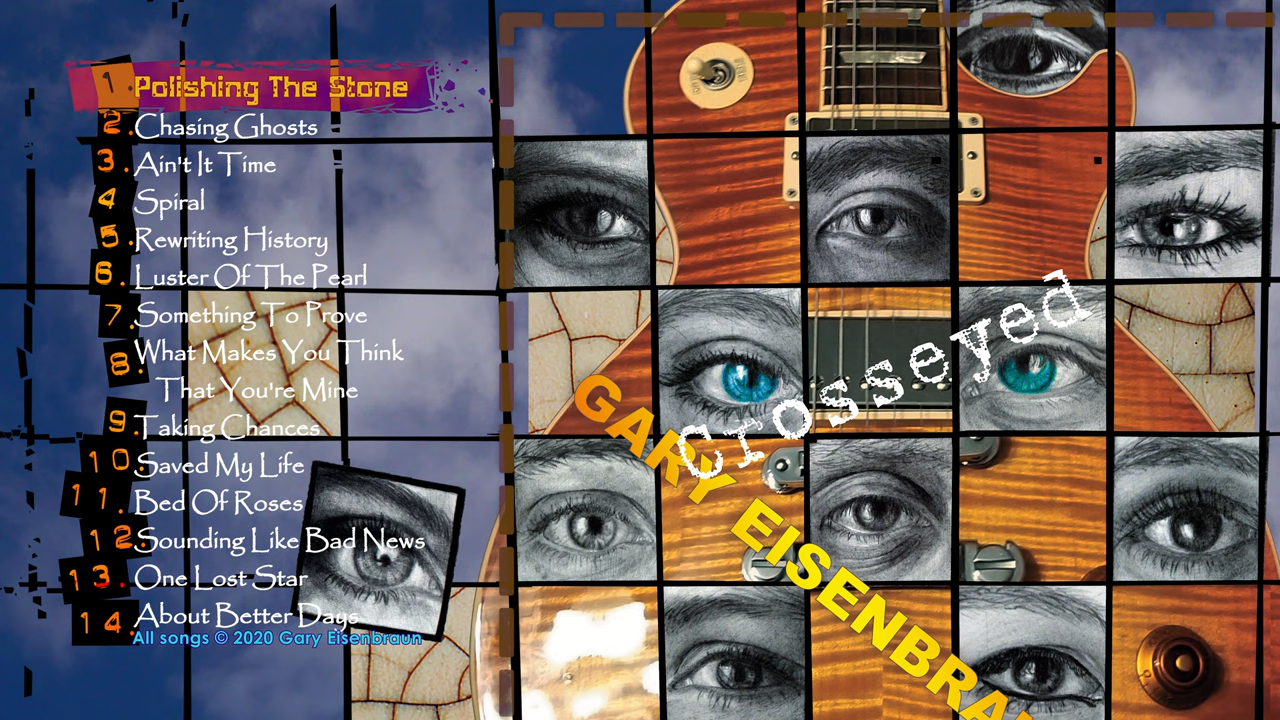 1. Polishing The Stone
2. Chasing Ghosts
3. Ain't It Time
4. Spiral
5. Rewriting History
6. Luster Of The Pearl
7. Something To Prove
8. What Makes You Think
That You're Mine
9. Taking Chances
10. Saved My Life
11. Bed Of Roses
12. Sounding Like Bad News
13. One Lost Star
14 About Better Days
All songs © 2020 Gary Eisenbraun
Crosseyed
GARY EISENBRA